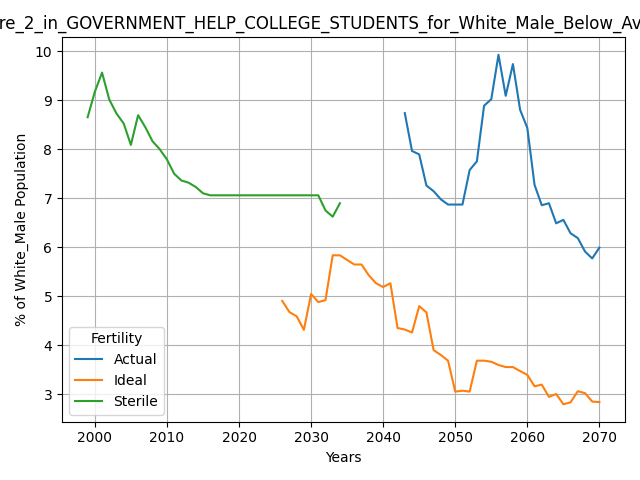 re_2_in_GOVERNMENT_HELP_COLLEGE_STUDENTS_for_White_Male_Below_Av
% of White_Male Population
10
9
8
7
6
5
4
3
Fertility
Actual
Ideal
Sterile
2000 2010 2020 2030 2040 2050 2060 2070
Years